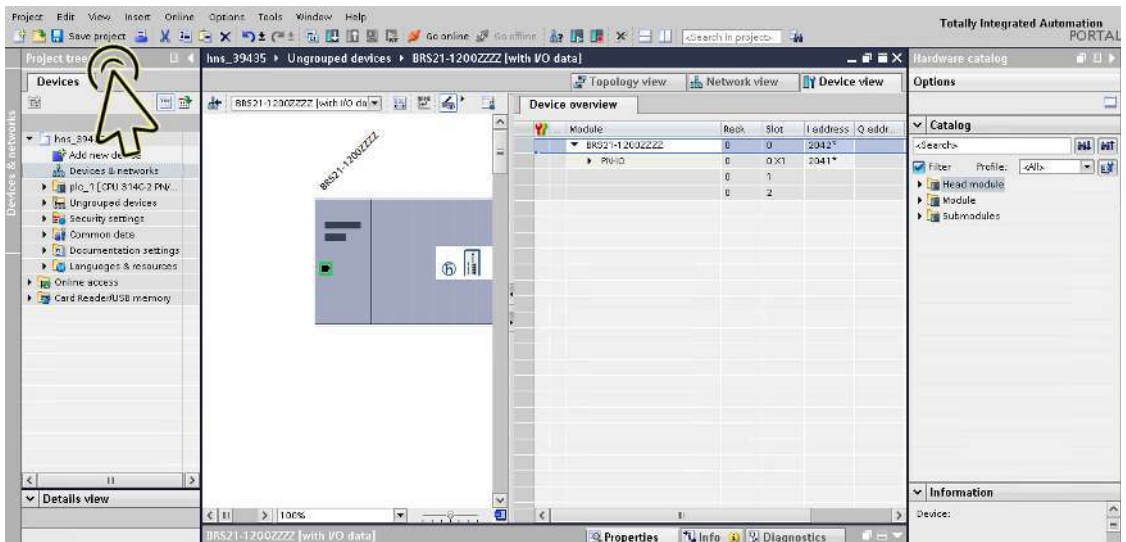 Project Edit View Insert Online Options Tools Window Help
Totally Integrated Automation
PORTAL
Save project Go online Go offline <Search in project>
Project tree
hns_39435 ▸ Ungrouped devices ▸ BRS21-1200ZZZZ [with I/O data]
Hardware catalog
Devices
Topology view Network view Device view
Options
BRS21-1200ZZZZ [with I/O da
Device overview
Devices & networks
Module Rack Slot I address Q addr...
BRS21-1200ZZZZ 0 0 2042*
PN-IO 0 0 X1 2041*
0 1
0 2
BRS21-1200ZZZZ
Catalog
<Search>
Filter Profile: <All>
Head module
Module
Submodules
Add new
Devices & networks
plc_1 [CPU 314C-2 PN/...
Ungrouped devices
Security settings
Common data
Documentation settings
Languages & resources
Online access
Card Reader/USB memory
Details view
100%
Information
Device:
BRS21-1200ZZZZ [with I/O data]
Properties Info Diagnostics